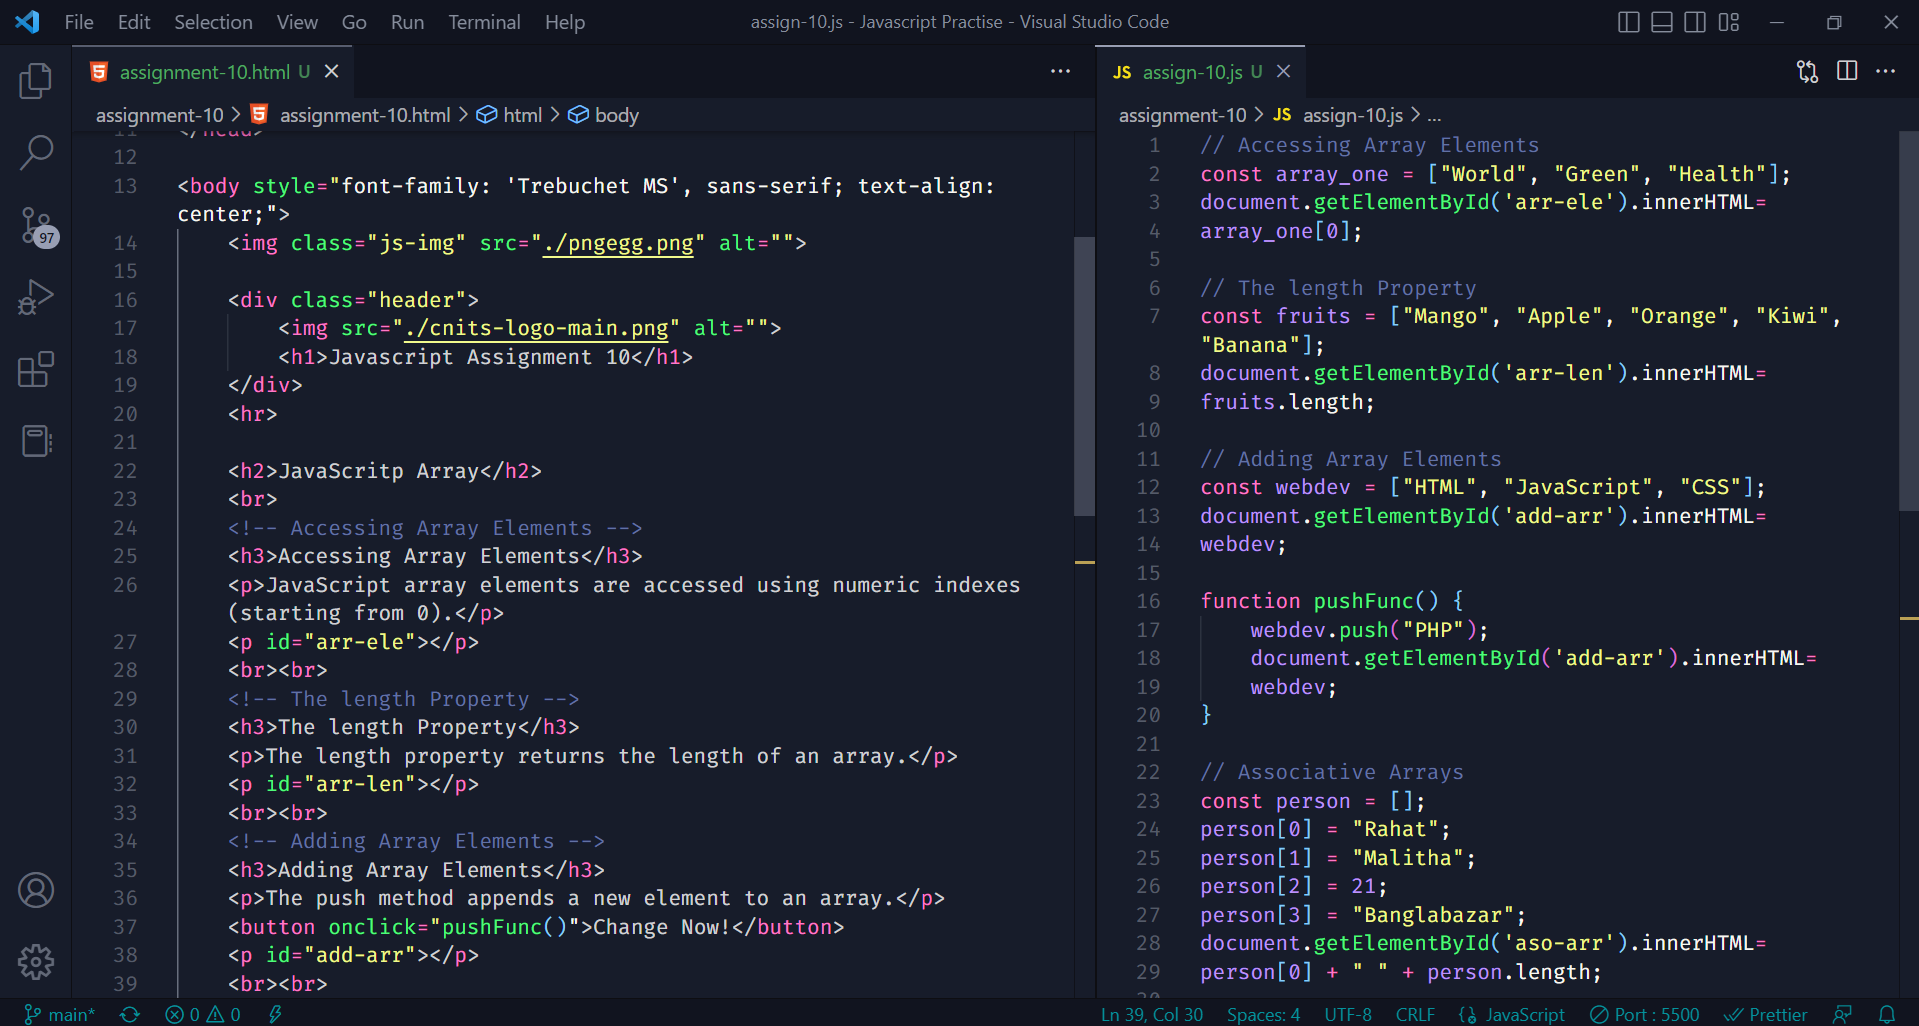 File Edit Selection View Go Run Terminal Help
assign-10.js - Javascript Practise - Visual Studio Code
assignment-10.html U
assignment-10 > assignment-10.html > html > body
11 </head>
12
13 <body style="font-family: 'Trebuchet MS', sans-serif; text-align:
center;">
14 <img class="js-img" src="./pngegg.png" alt="">
15
16 <div class="header">
17 <img src="./cnits-logo-main.png" alt="">
18 <h1>Javascript Assignment 10</h1>
19 </div>
20 <hr>
21
22 <h2>JavaScritp Array</h2>
23 <br>
24 <!-- Accessing Array Elements -->
25 <h3>Accessing Array Elements</h3>
26 <p>JavaScript array elements are accessed using numeric indexes
(starting from 0).</p>
27 <p id="arr-ele"></p>
28 <br><br>
29 <!-- The length Property -->
30 <h3>The length Property</h3>
31 <p>The length property returns the length of an array.</p>
32 <p id="arr-len"></p>
33 <br><br>
34 <!-- Adding Array Elements -->
35 <h3>Adding Array Elements</h3>
36 <p>The push method appends a new element to an array.</p>
37 <button onclick="pushFunc()">Change Now!</button>
38 <p id="add-arr"></p>
39 <br><br>
JS assign-10.js U
assignment-10 > JS assign-10.js > ...
1 // Accessing Array Elements
2 const array_one = ["World", "Green", "Health"];
3 document.getElementById('arr-ele').innerHTML=
4 array_one[0];
5
6 // The length Property
7 const fruits = ["Mango", "Apple", "Orange", "Kiwi",
"Banana"];
8 document.getElementById('arr-len').innerHTML=
9 fruits.length;
10
11 // Adding Array Elements
12 const webdev = ["HTML", "JavaScript", "CSS"];
13 document.getElementById('add-arr').innerHTML=
14 webdev;
15
16 function pushFunc() {
17 webdev.push("PHP");
18 document.getElementById('add-arr').innerHTML=
19 webdev;
20 }
21
22 // Associative Arrays
23 const person = [];
24 person[0] = "Rahat";
25 person[1] = "Malitha";
26 person[2] = 21;
27 person[3] = "Banglabazar";
28 document.getElementById('aso-arr').innerHTML=
29 person[0] + " " + person.length;
30
97
main* 0 0
Ln 39, Col 30 Spaces: 4 UTF-8 CRLF {} JavaScript Port : 5500 Prettier